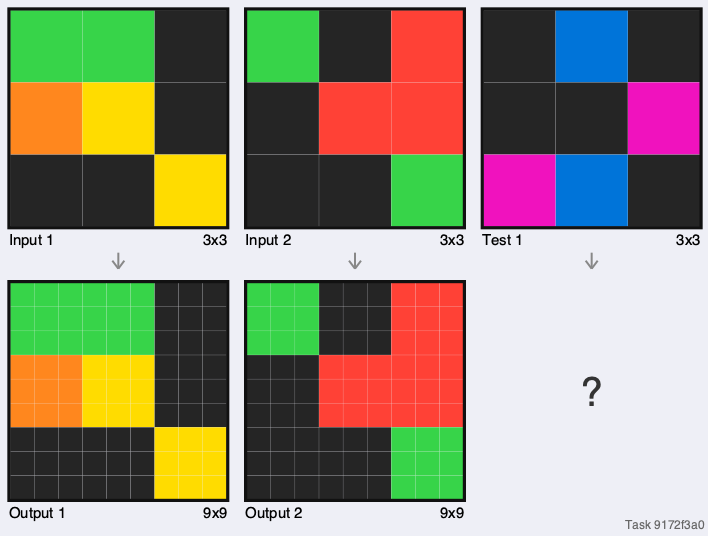 Input 1 3x3
Input 2 3x3
Test 1 3x3
?
Output 1 9x9
Output 2 9x9
Task 9172f3a0